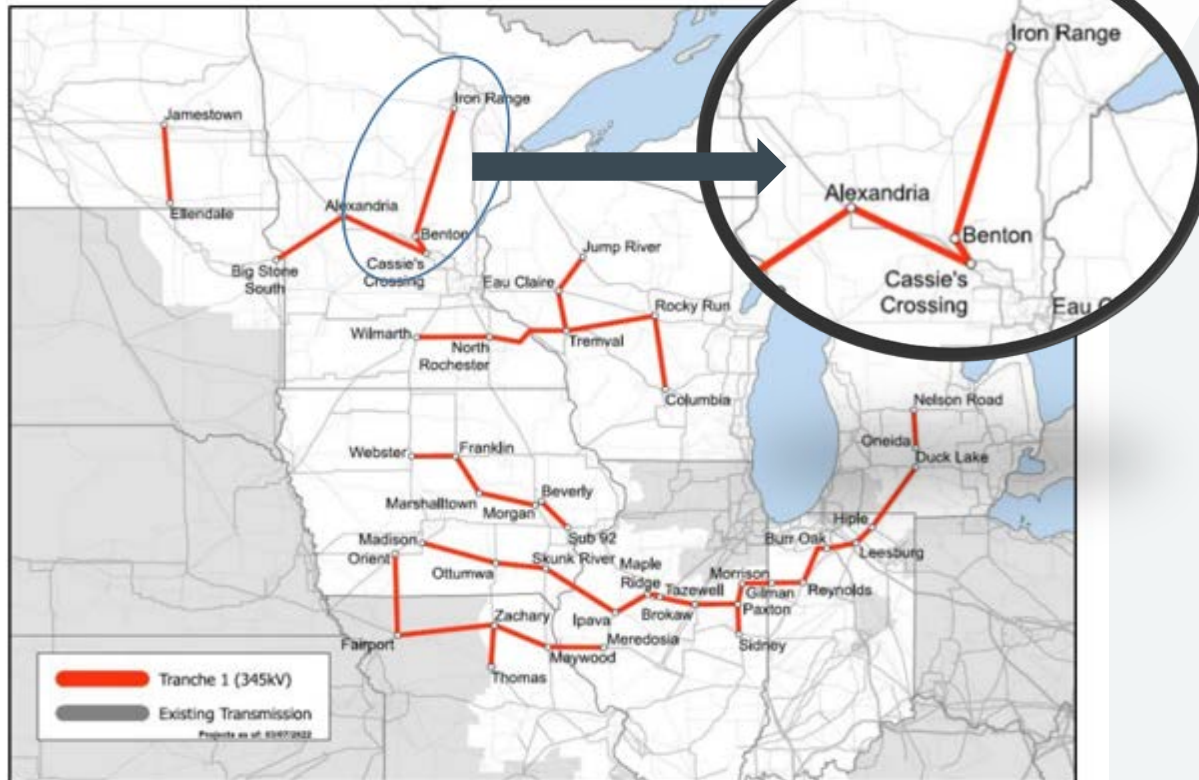 Iron Range
Alexandria
Benton
Cassie's
Crossing
Eau C
Jamestown
Ellendale
Iron Range
Alexandria
Benton
Cassie's
Crossing
Big Stone
South
Jump River
Eau Claire
Rocky Run
Wilmarth
North
Rochester
Tremval
Columbia
Nelson Road
Oneida
Duck Lake
Webster
Franklin
Marshalltown
Morgan
Beverly
Sub 92
Madison
Orient
Ottumwa
Skunk River
Maple
Ridge
Tazewell
Brokaw
Ipava
Morrison
Gilman
Paxton
Sidney
Reynolds
Burr Oak
Hiple
Leesburg
Fairport
Zachary
Thomas
Maywood
Meredosia
Tranche 1 (345kV)
Existing Transmission
Projects as of: 03/07/2022